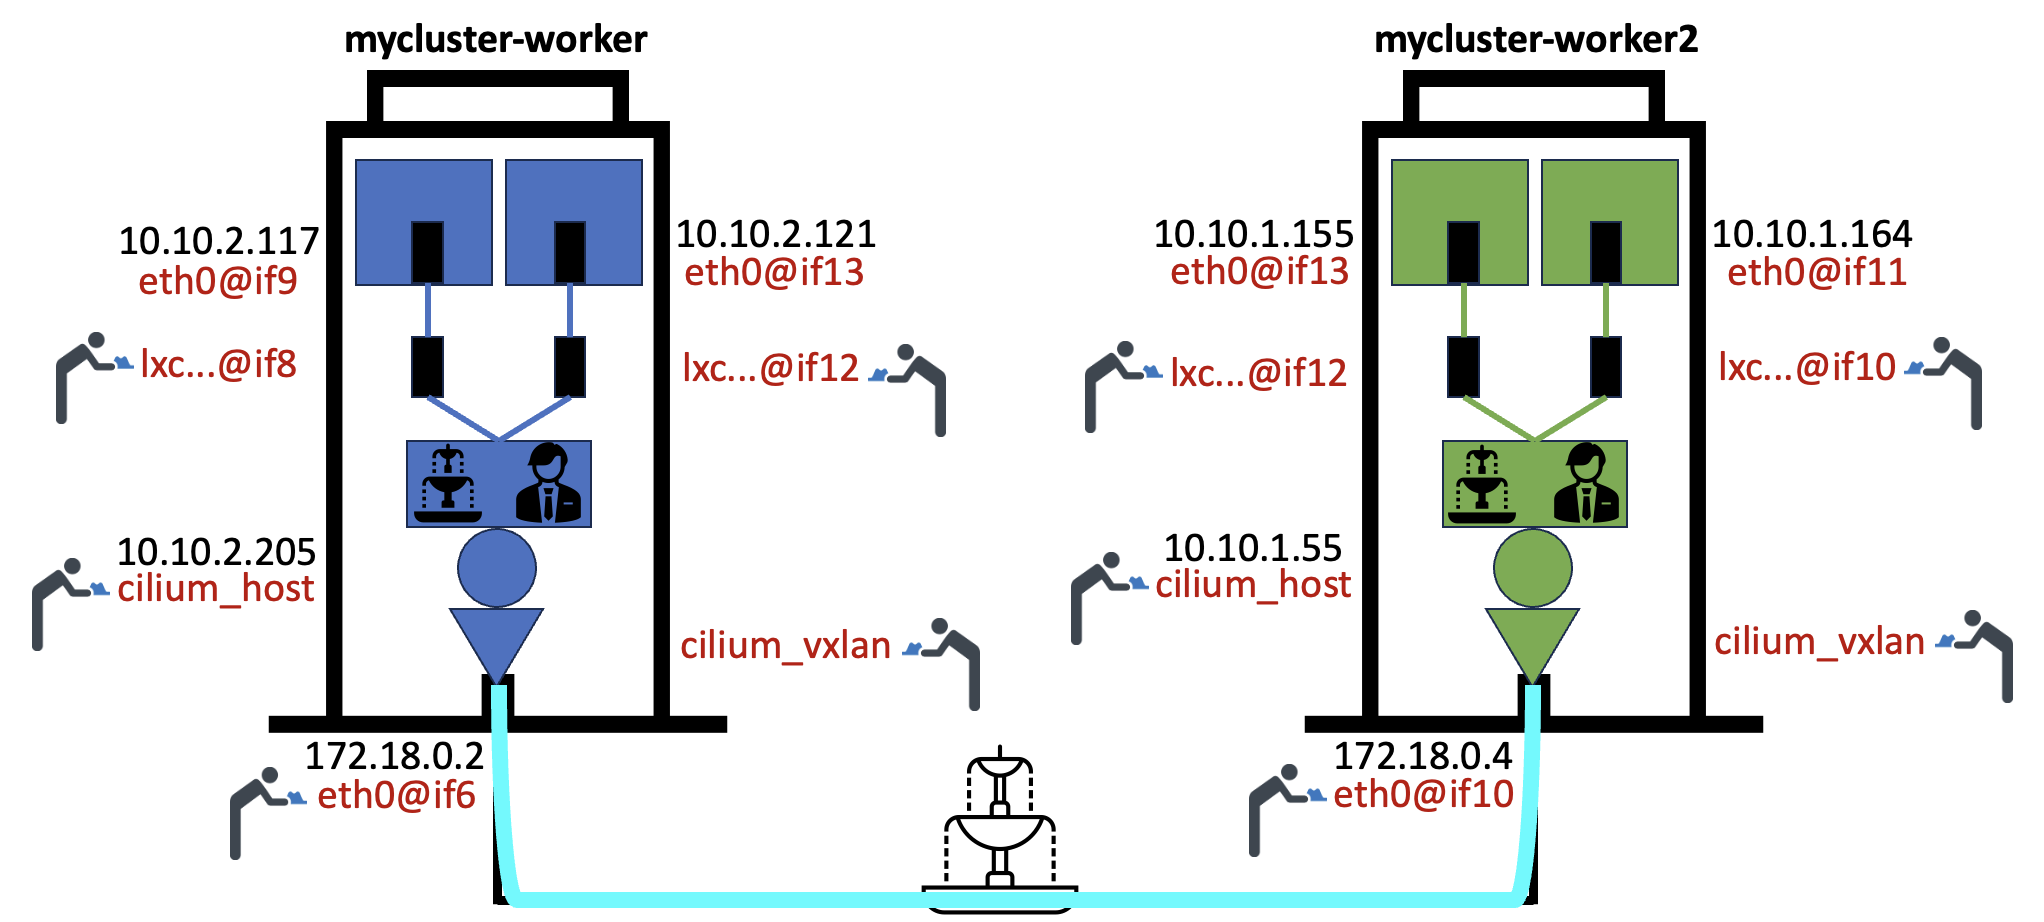 mycluster-worker
10.10.2.117
eth0@if9
10.10.2.121
eth0@if13
lxc...@if8
lxc...@if12
10.10.2.205
cilium_host
cilium_vxlan
172.18.0.2
eth0@if6
mycluster-worker2
10.10.1.155
eth0@if13
10.10.1.164
eth0@if11
lxc...@if12
lxc...@if10
10.10.1.55
cilium_host
cilium_vxlan
172.18.0.4
eth0@if10